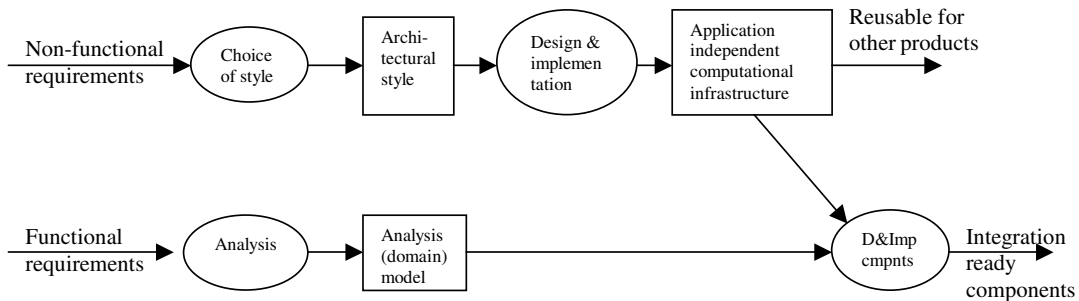 Non-functional
requirements
Choice
of style
Archi-
tectural
style
Design &
implemen
tation
Application
independent
computational
infrastructure
Reusable for
other products
Functional
requirements
Analysis
Analysis
(domain)
model
D&Imp
cmpnts
Integration
ready
components